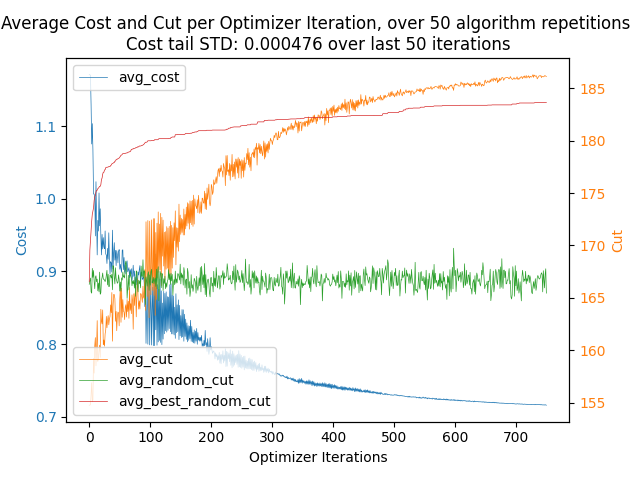 Average Cost and Cut per Optimizer Iteration, over 50 algorithm repetitions
Cost tail STD: 0.000476 over last 50 iterations
avg_cost
1.1
1.0
0.9
0.8
0.7
Cost
185
180
175
170
165
160
155
Cut
avg_cut
avg_random_cut
avg_best_random_cut
0 100 200 300 400 500 600 700
Optimizer Iterations